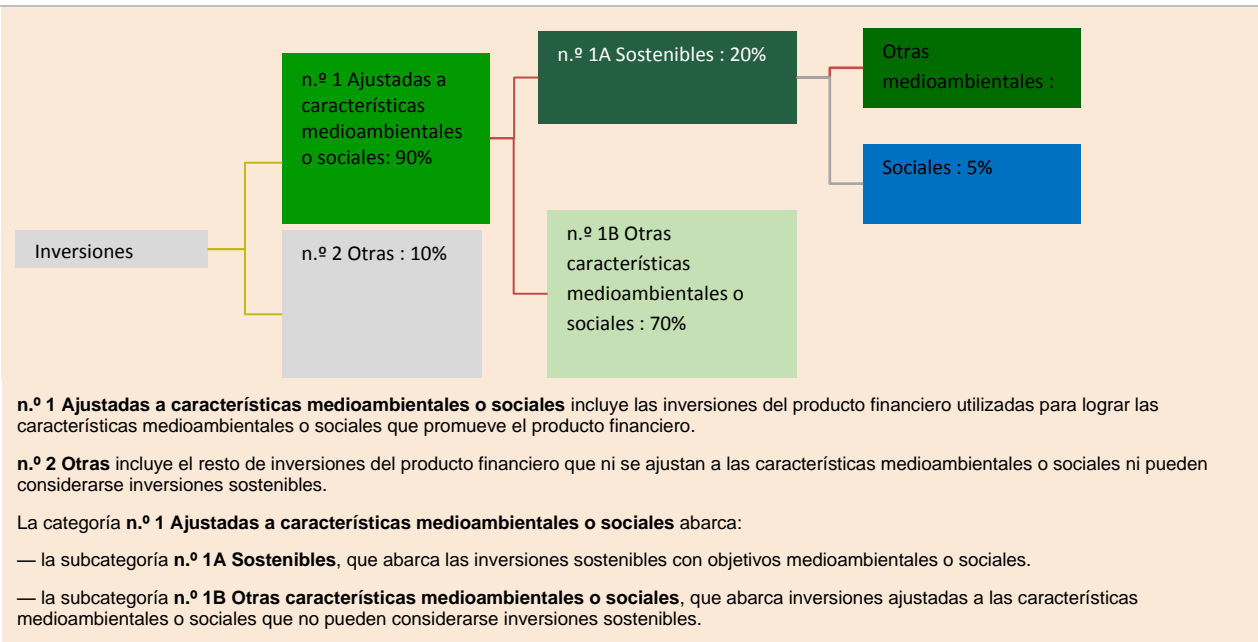 Inversiones
n.º 1 Ajustadas a
características
medioambientales
o sociales: 90%
n.º 2 Otras : 10%
n.º 1A Sostenibles : 20%
n.º 1B Otras
características
medioambientales o
sociales : 70%
Otras
medioambientales :
Sociales : 5%
n.º 1 Ajustadas a características medioambientales o sociales incluye las inversiones del producto financiero utilizadas para lograr las
características medioambientales o sociales que promueve el producto financiero.
n.º 2 Otras incluye el resto de inversiones del producto financiero que ni se ajustan a las características medioambientales o sociales ni pueden
considerarse inversiones sostenibles.
La categoría n.º 1 Ajustadas a características medioambientales o sociales abarca:
— la subcategoría n.º 1A Sostenibles, que abarca las inversiones sostenibles con objetivos medioambientales o sociales.
— la subcategoría n.º 1B Otras características medioambientales o sociales, que abarca inversiones ajustadas a las características
medioambientales o sociales que no pueden considerarse inversiones sostenibles.